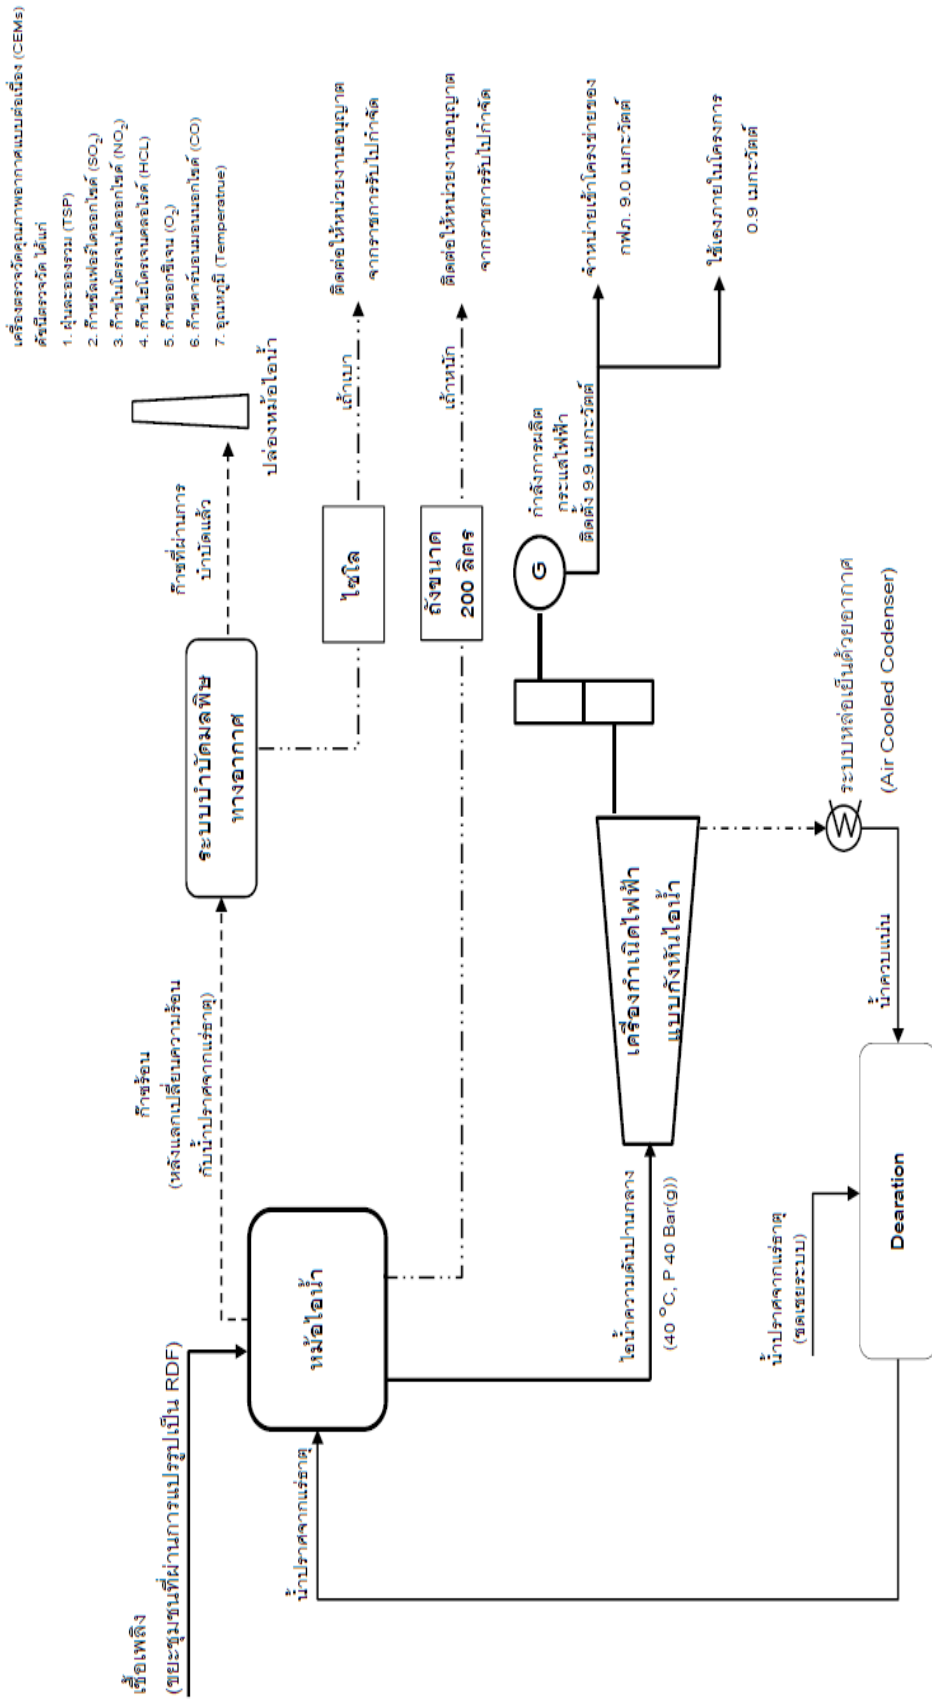 เครื่องตรวจวัดคุณภาพอากาศแบบต่อเนื่อง (CEMs)
ดัชนีตรวจวัด ได้แก่
1. ฝุ่นละอองรวม (TSP)
2. ก๊าซซัลเฟอร์ไดออกไซด์ (SO2)
3. ก๊าซไนโตรเจนไดออกไซด์ (NO2)
4. ก๊าซไฮโดรเจนคลอไรด์ (HCL)
5. ก๊าซออกซิเจน (O2)
6. ก๊าซคาร์บอนมอนนอกไซด์ (CO)
7. อุณหภูมิ (Temperatrue)
เชื้อเพลิง
(ขยะชุมชนที่ผ่านการแปรรูปเป็น RDF)
ก๊าซร้อน
(หลังแลกเปลี่ยนความร้อน
กับน้ำปราศจากแร่ธาตุ)
ระบบบำบัดมลพิษ
ทางอากาศ
ก๊าซที่ผ่านการ
บำบัดแล้ว
ปล่องหม้อไอน้ำ
หม้อไอน้ำ
น้ำปราศจากแร่ธาตุ
ไซโล
เถ้าเบา
ติดต่อให้หน่วยงานอนุญาต
จากราชการรับไปกำจัด
ถังขนาด
200 ลิตร
เถ้าหนัก
ติดต่อให้หน่วยงานอนุญาต
จากราชการรับไปกำจัด
ไอน้ำความดันปานกลาง
(40 °C, P 40 Bar(g))
เครื่องกำเนิดไฟฟ้า
แบบกังหันไอน้ำ
G
กำลังการผลิต
กระแสไฟฟ้า
ติดตั้ง 9.9 เมกะวัตต์
จำหน่ายเข้าโครงข่ายของ
กฟภ. 9.0 เมกะวัตต์
ใช้เองภายในโครงการ
0.9 เมกะวัตต์
ระบบหล่อเย็นด้วยอากาศ
(Air Cooled Codenser)
น้ำควบแน่น
น้ำปราศจากแร่ธาตุ
(ชดเชยระบบ)
Dearation